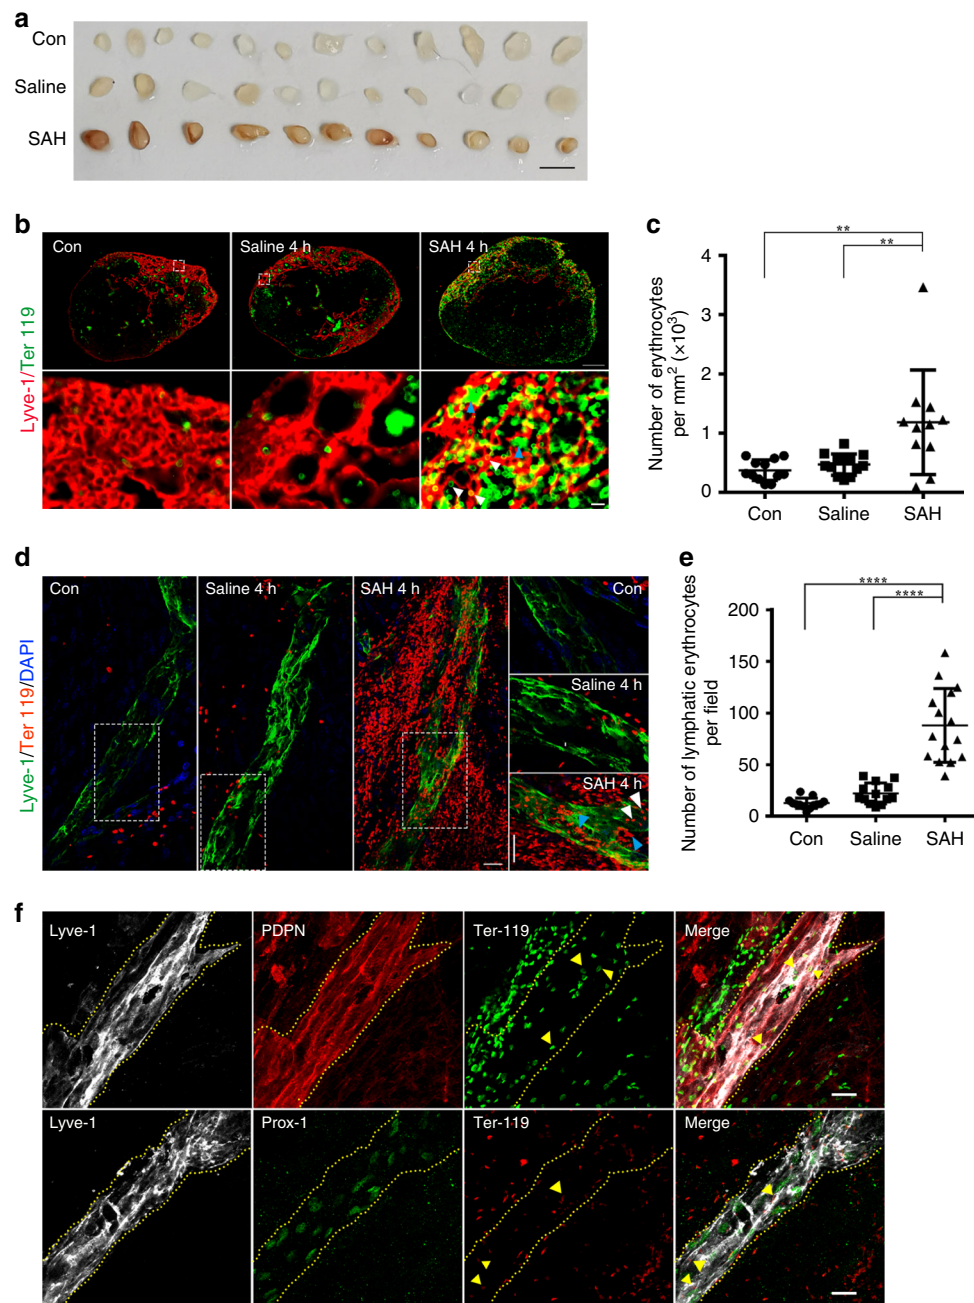 a
Con
Saline
SAH
b
Con
Saline 4 h
SAH 4 h
Lyve-1/Ter 119
c
**
**
Number of erythrocytes
per mm² (×10³)
4
2
1
0
Con
Saline
SAH
d
Con
Saline 4 h
SAH 4 h
Con
Saline 4 h
SAH 4 h
Lyve-1/Ter 119/DAPI
e
****
****
Number of lymphatic erythrocytes
per field
200
150
100
50
0
Con
Saline
SAH
f
Lyve-1
PDPN
Ter-119
Merge
Lyve-1
Prox-1
Ter-119
Merge